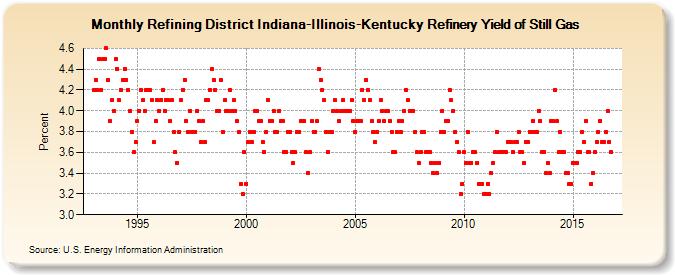 Monthly Refining District Indiana-Illinois-Kentucky Refinery Yield of Still Gas
Percent
4.6
4.4
4.2
4.0
3.8
3.6
3.4
3.2
3.0
1995 2000 2005 2010 2015
Source: U.S. Energy Information Administration